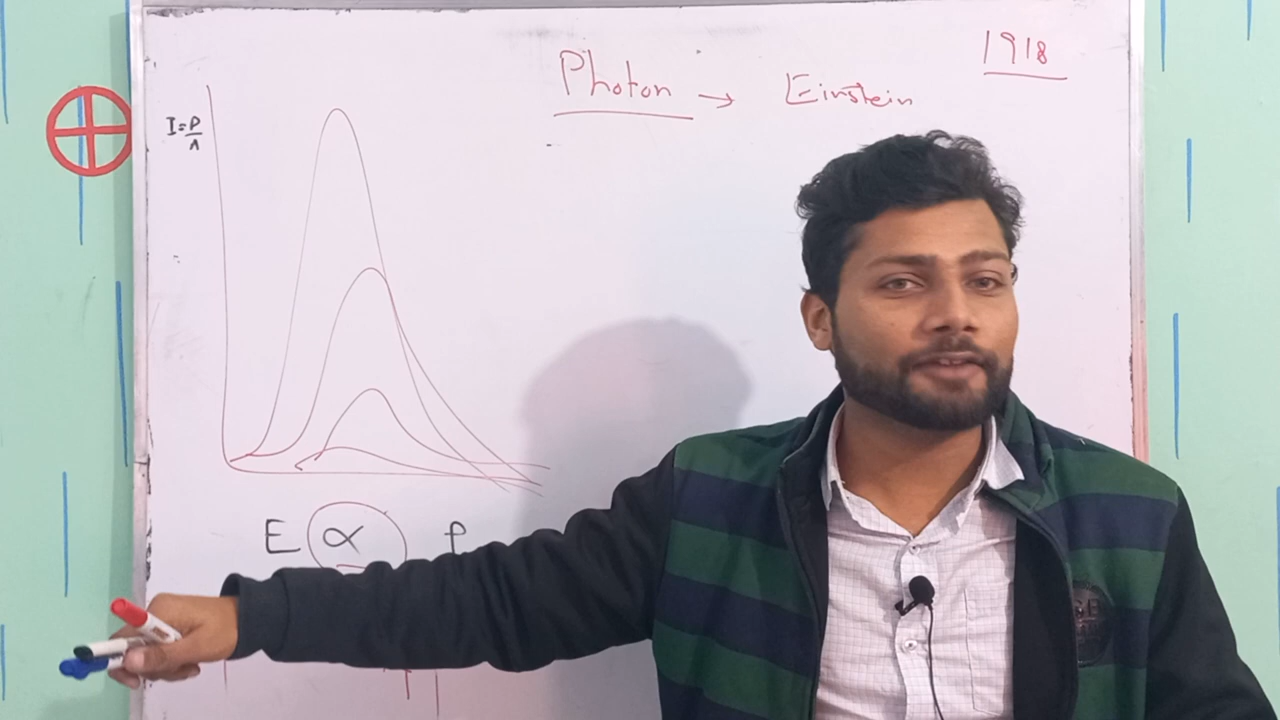 1918
Photon → Einstein
I = P/A
E ∝ f